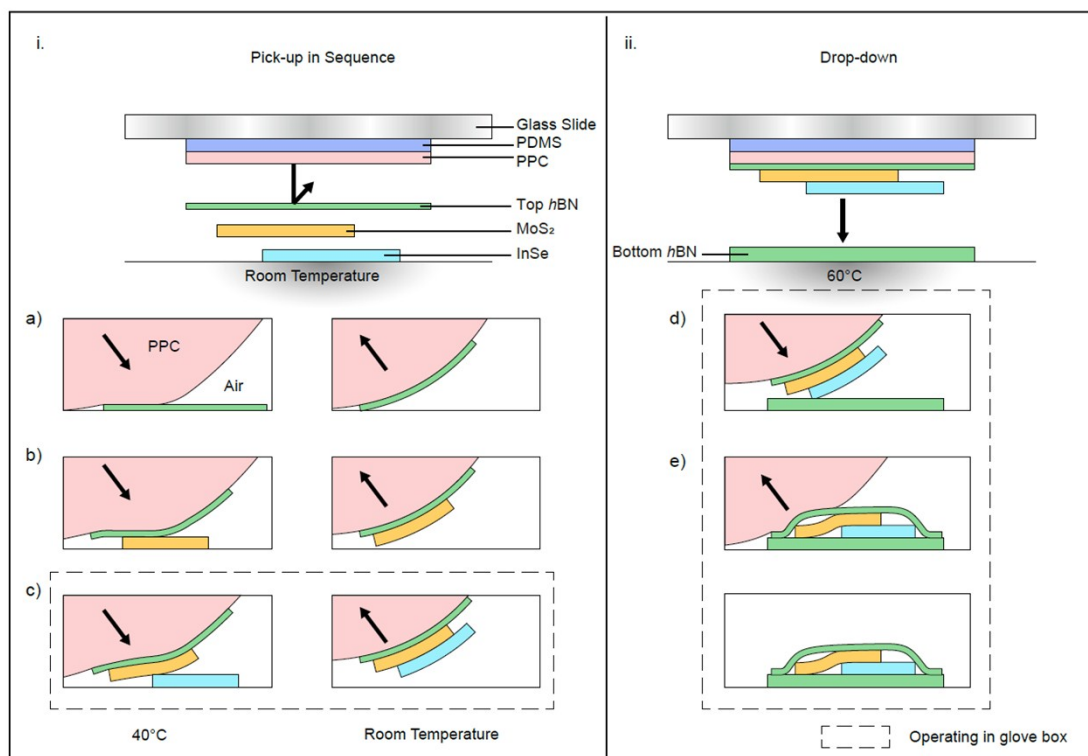 i.
Pick-up in Sequence
Glass Slide
PDMS
PPC
Top hBN
MoS₂
InSe
Room Temperature
a)
PPC
Air
b)
c)
40°C
Room Temperature
ii.
Drop-down
Bottom hBN
60°C
d)
e)
Operating in glove box